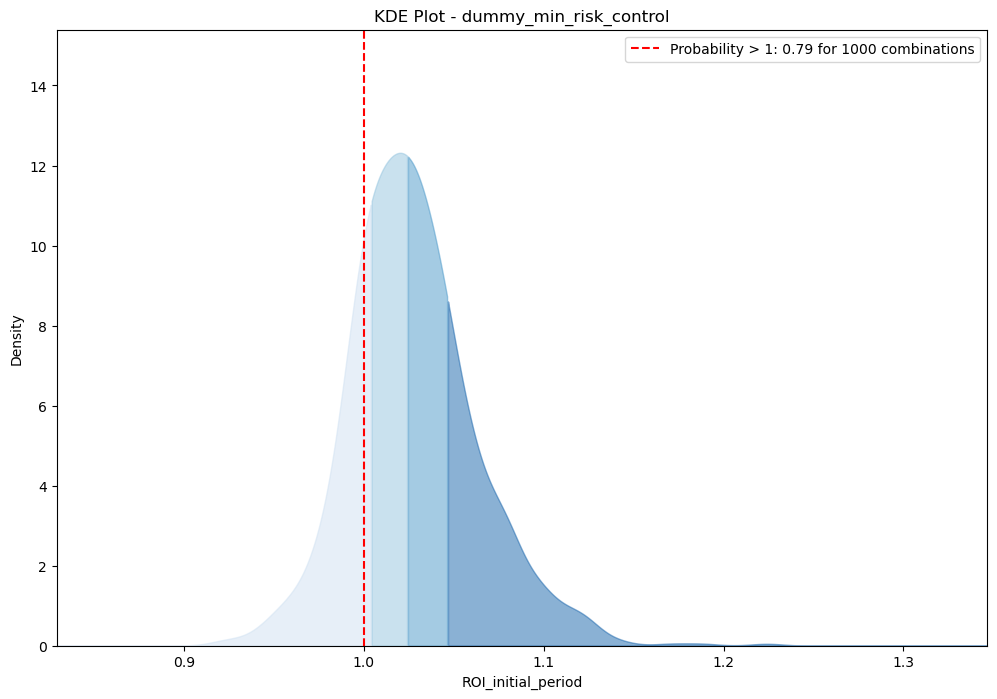 KDE Plot - dummy_min_risk_control
Probability > 1: 0.79 for 1000 combinations
Density
14
12
10
8
6
4
2
0
0.9 1.0 1.1 1.2 1.3
ROI_initial_period